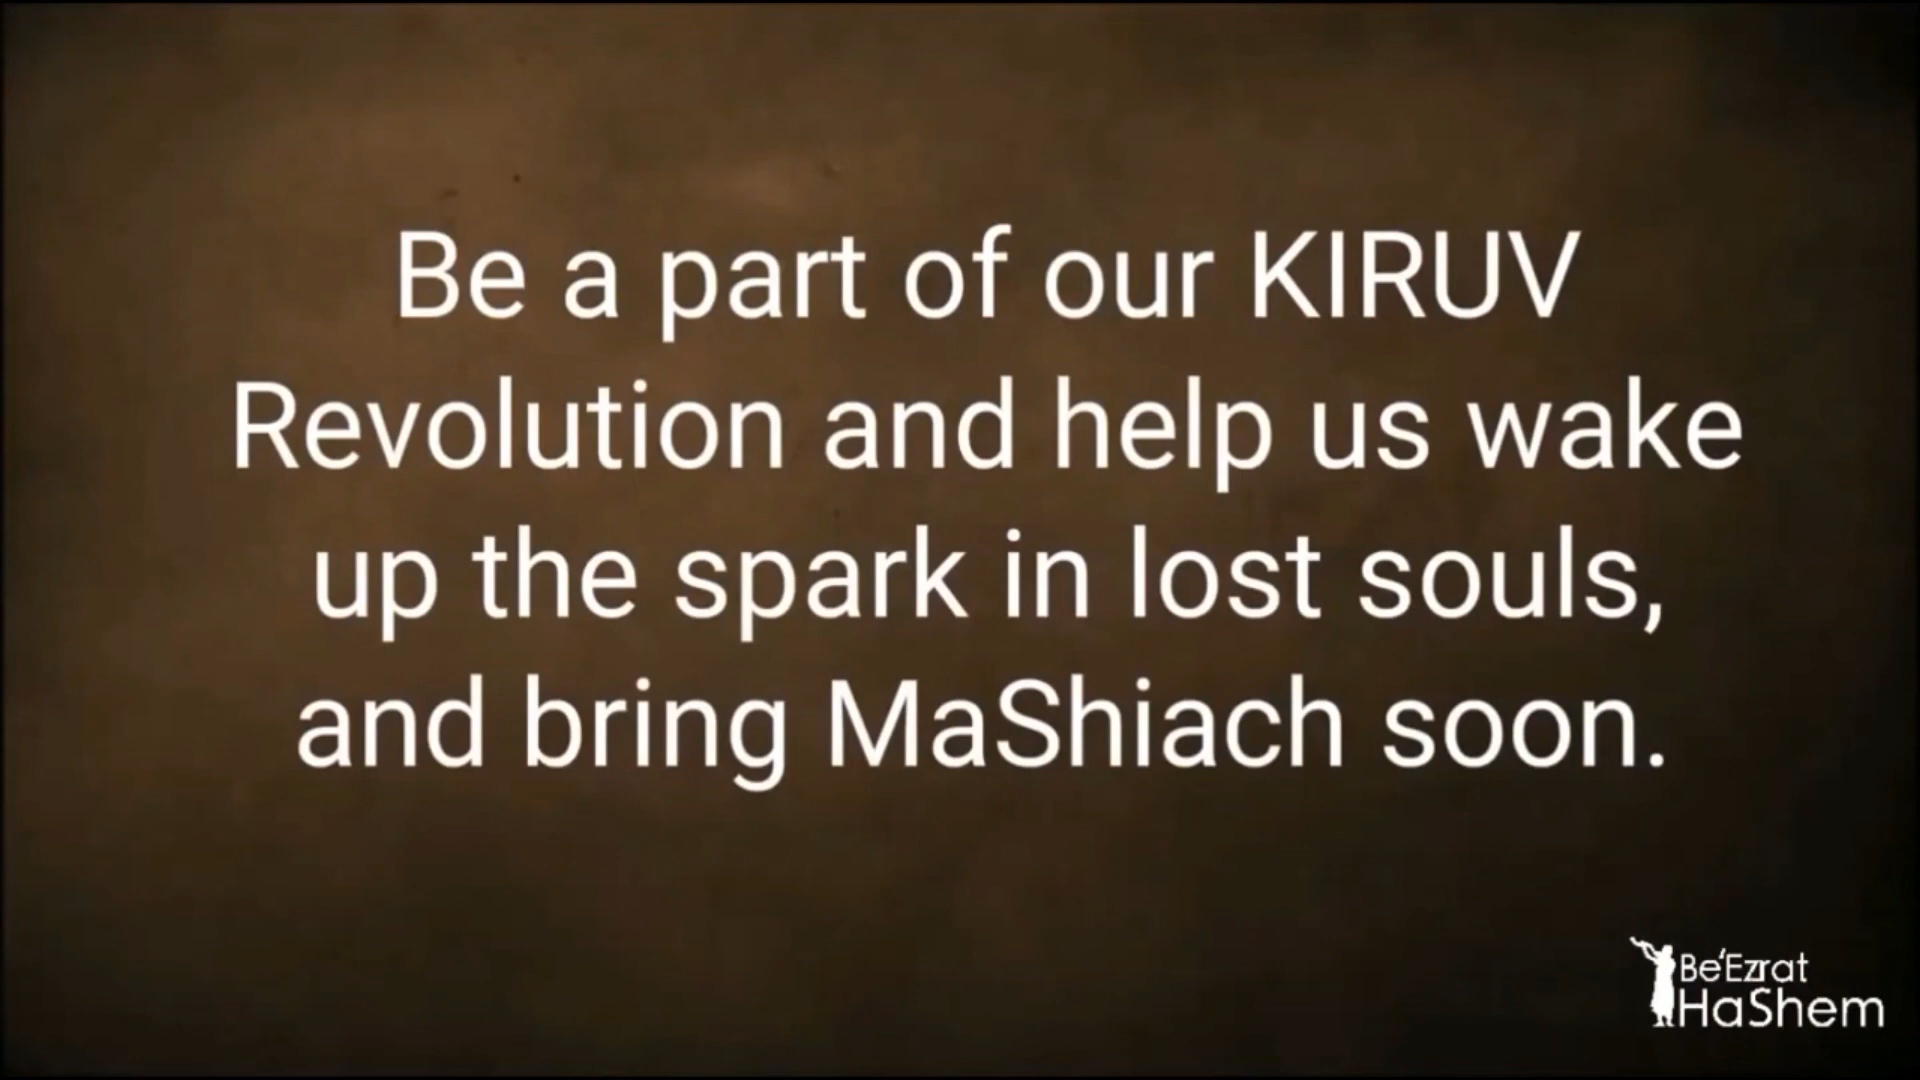 Be a part of our KIRUV
Revolution and help us wake
up the spark in lost souls,
and bring MaShiach soon.
Be'Ezrat
HaShem